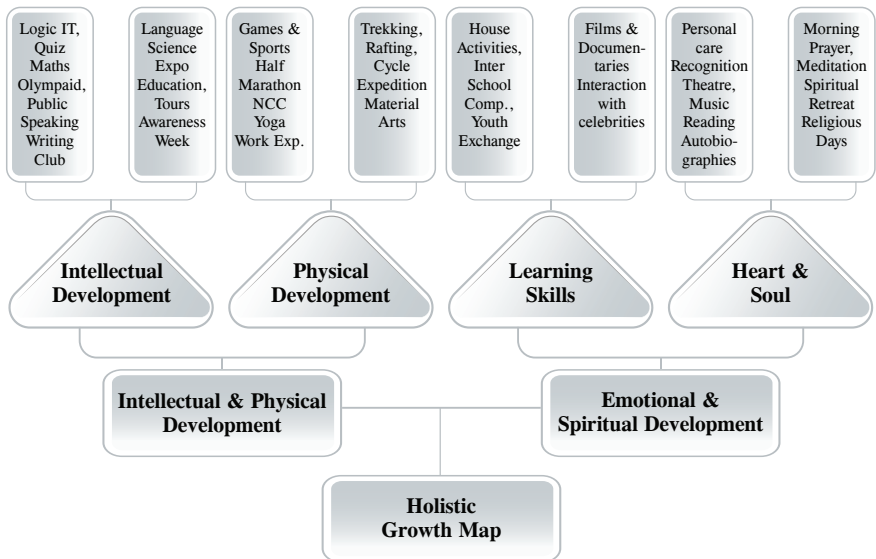 Logic IT,
Quiz
Maths
Olympaid,
Public
Speaking
Writing
Club
Language
Science
Expo
Education,
Tours
Awareness
Week
Games &
Sports
Half
Marathon
NCC
Yoga
Work Exp.
Trekking,
Rafting,
Cycle
Expedition
Material
Arts
House
Activities,
Inter
School
Comp.,
Youth
Exchange
Films &
Documen-
taries
Interaction
with
celebrities
Personal
care
Recognition
Theatre,
Music
Reading
Autobio-
graphies
Morning
Prayer,
Meditation
Spiritual
Retreat
Religious
Days
Intellectual
Development
Physical
Development
Learning
Skills
Heart &
Soul
Intellectual & Physical
Development
Emotional &
Spiritual Development
Holistic
Growth Map